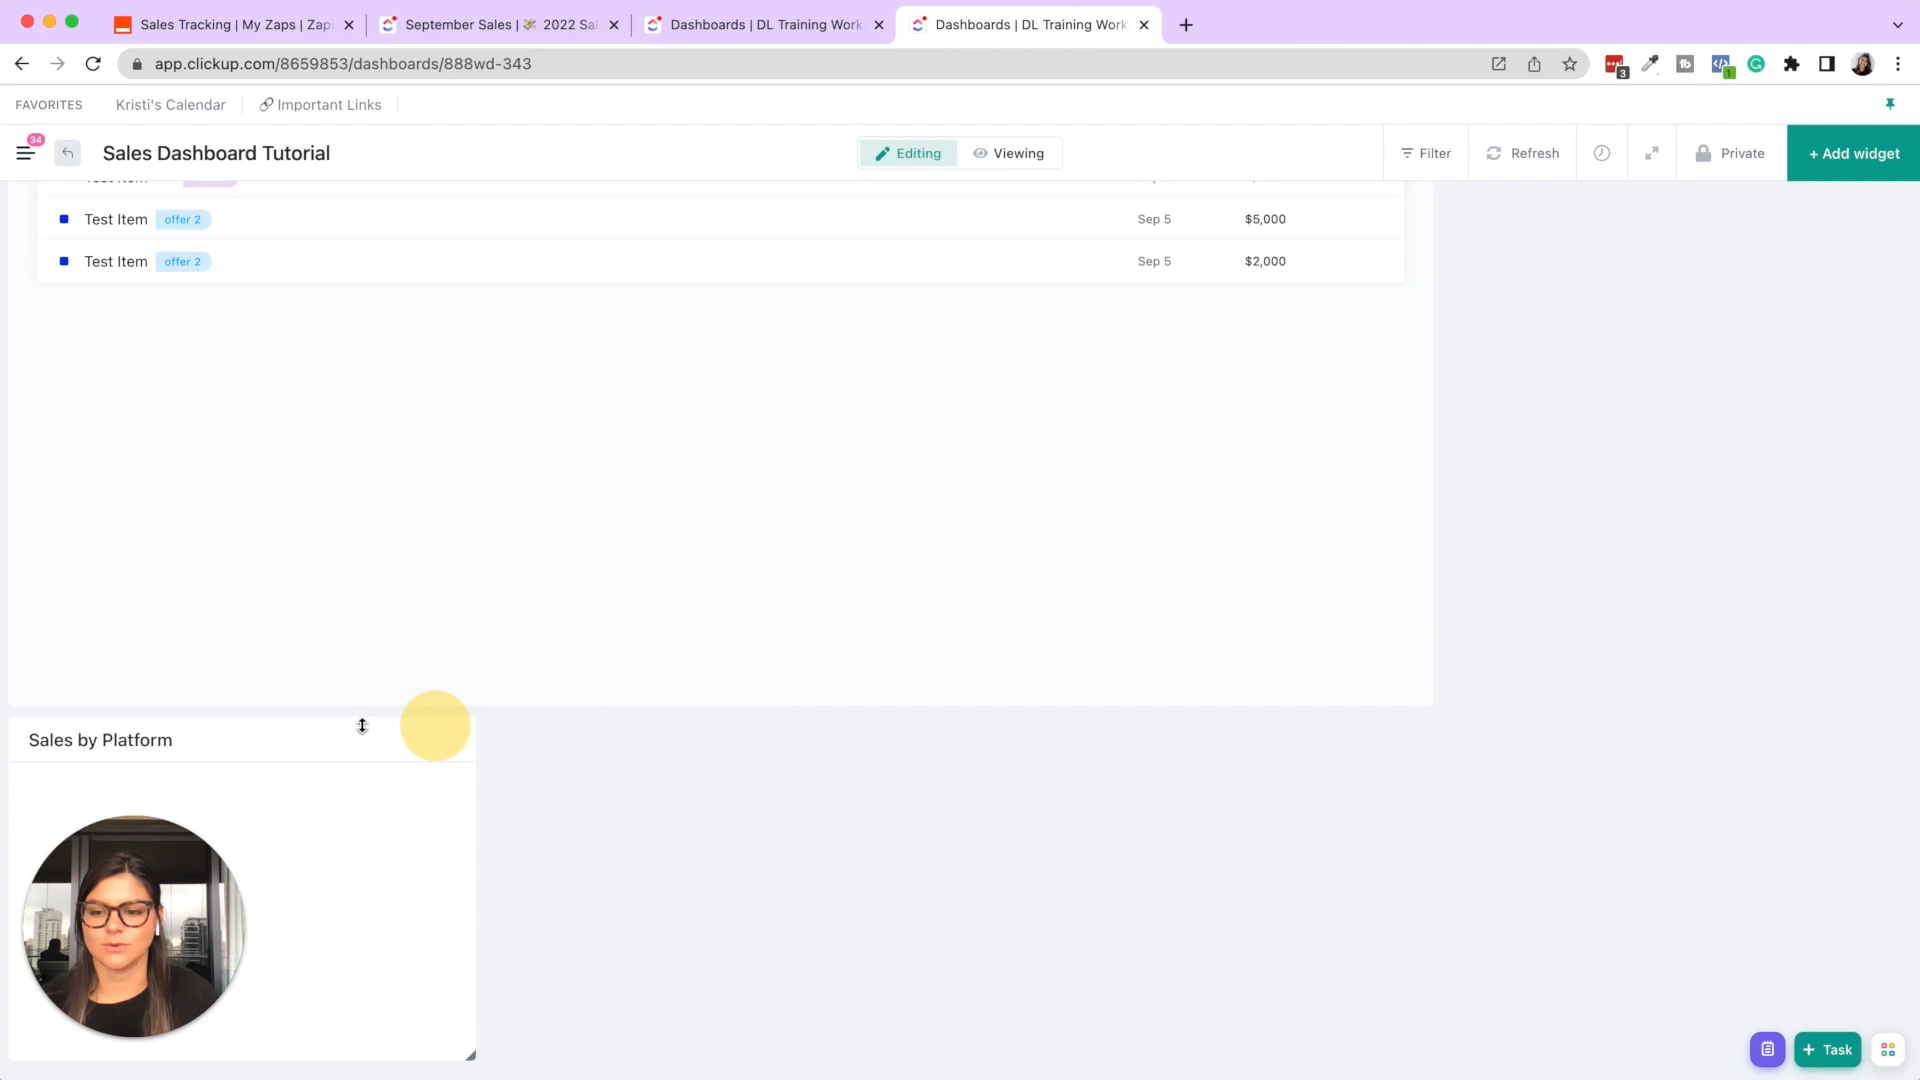 Sales Tracking | My Zaps | Zapi
September Sales | 💸 2022 Sal
Dashboards | DL Training Work
Dashboards | DL Training Work
app.clickup.com/8659853/dashboards/888wd-343
3
1
FAVORITES
Kristi's Calendar
Important Links
34
Sales Dashboard Tutorial
Editing
Viewing
Filter
Refresh
Private
+ Add widget
Test Item offer 2 Sep 5 $5,000
Test Item offer 2 Sep 5 $2,000
Sales by Platform
+ Task